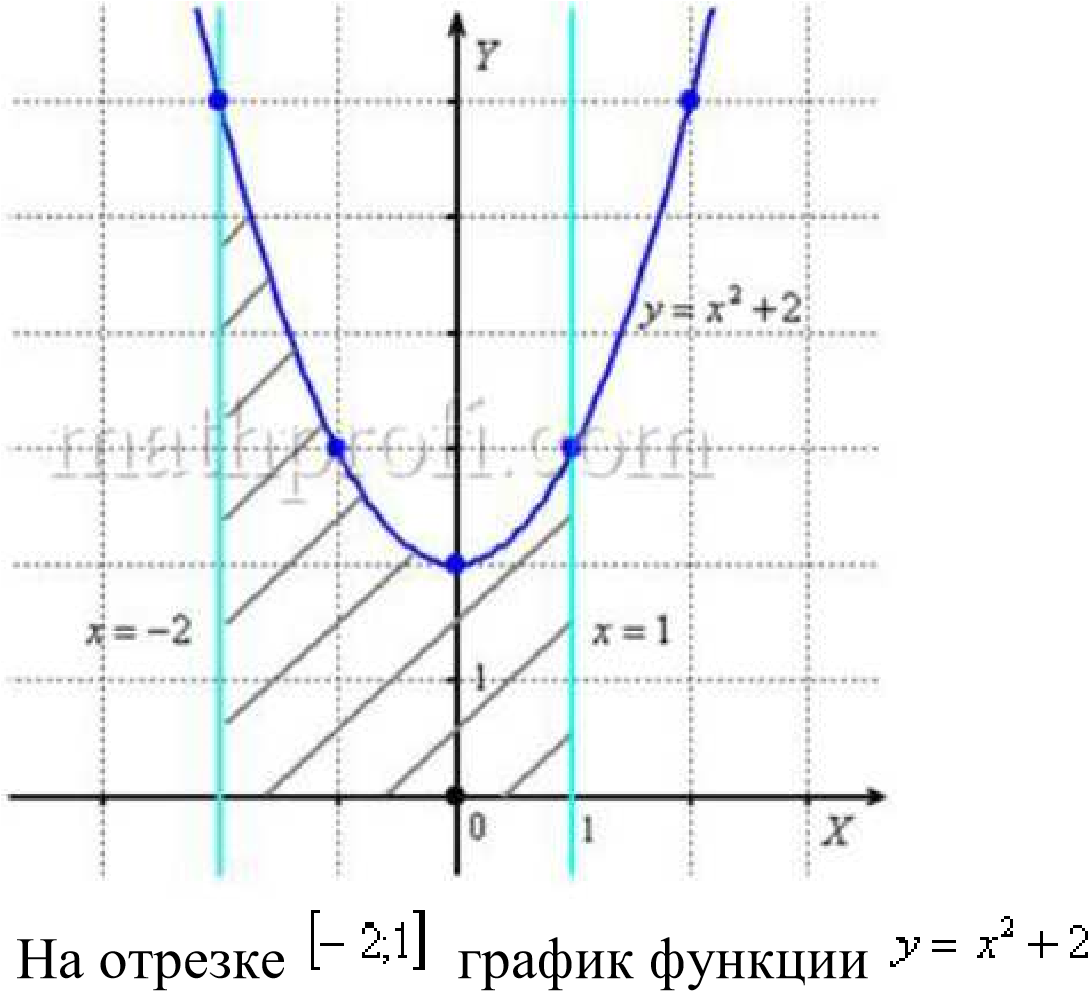 Y
y = x² + 2
mathprofi.com
x = −2
x = 1
1
0
1
X
На отрезке [− 2;1] график функции y = x² + 2